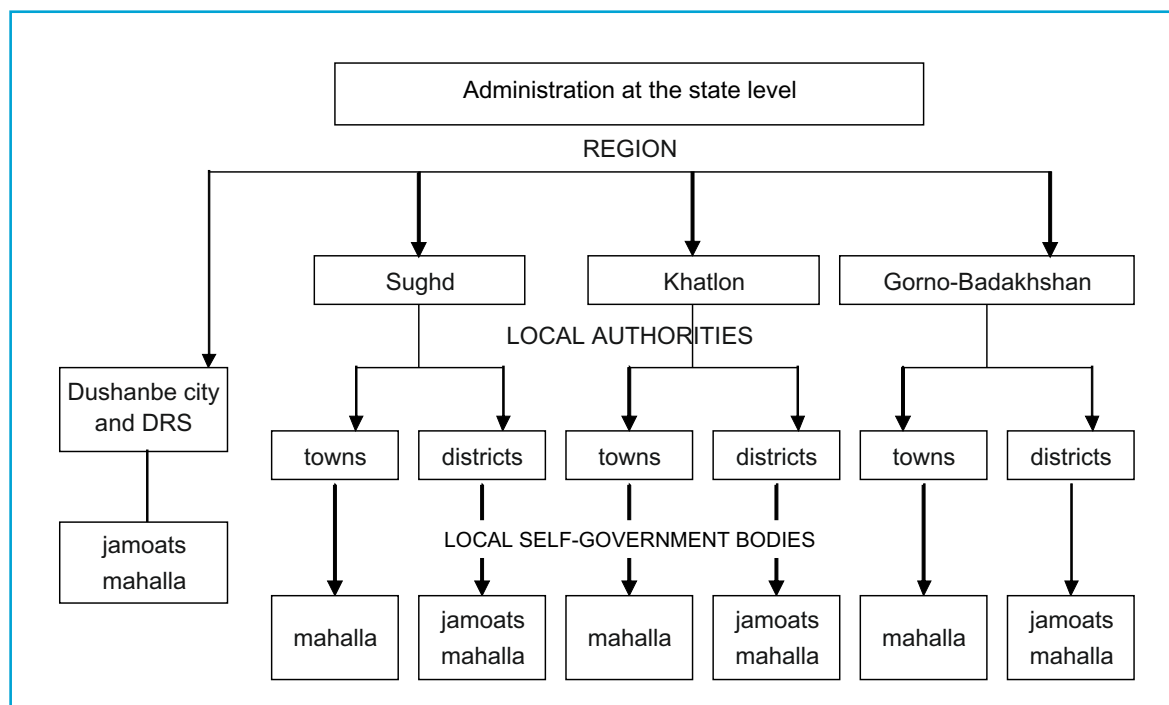 Administration at the state level
REGION
Sughd
Khatlon
Gorno-Badakhshan
LOCAL AUTHORITIES
Dushanbe city
and DRS
towns
districts
towns
districts
towns
districts
LOCAL SELF-GOVERNMENT BODIES
jamoats
mahalla
mahalla
jamoats
mahalla
mahalla
jamoats
mahalla
mahalla
jamoats
mahalla